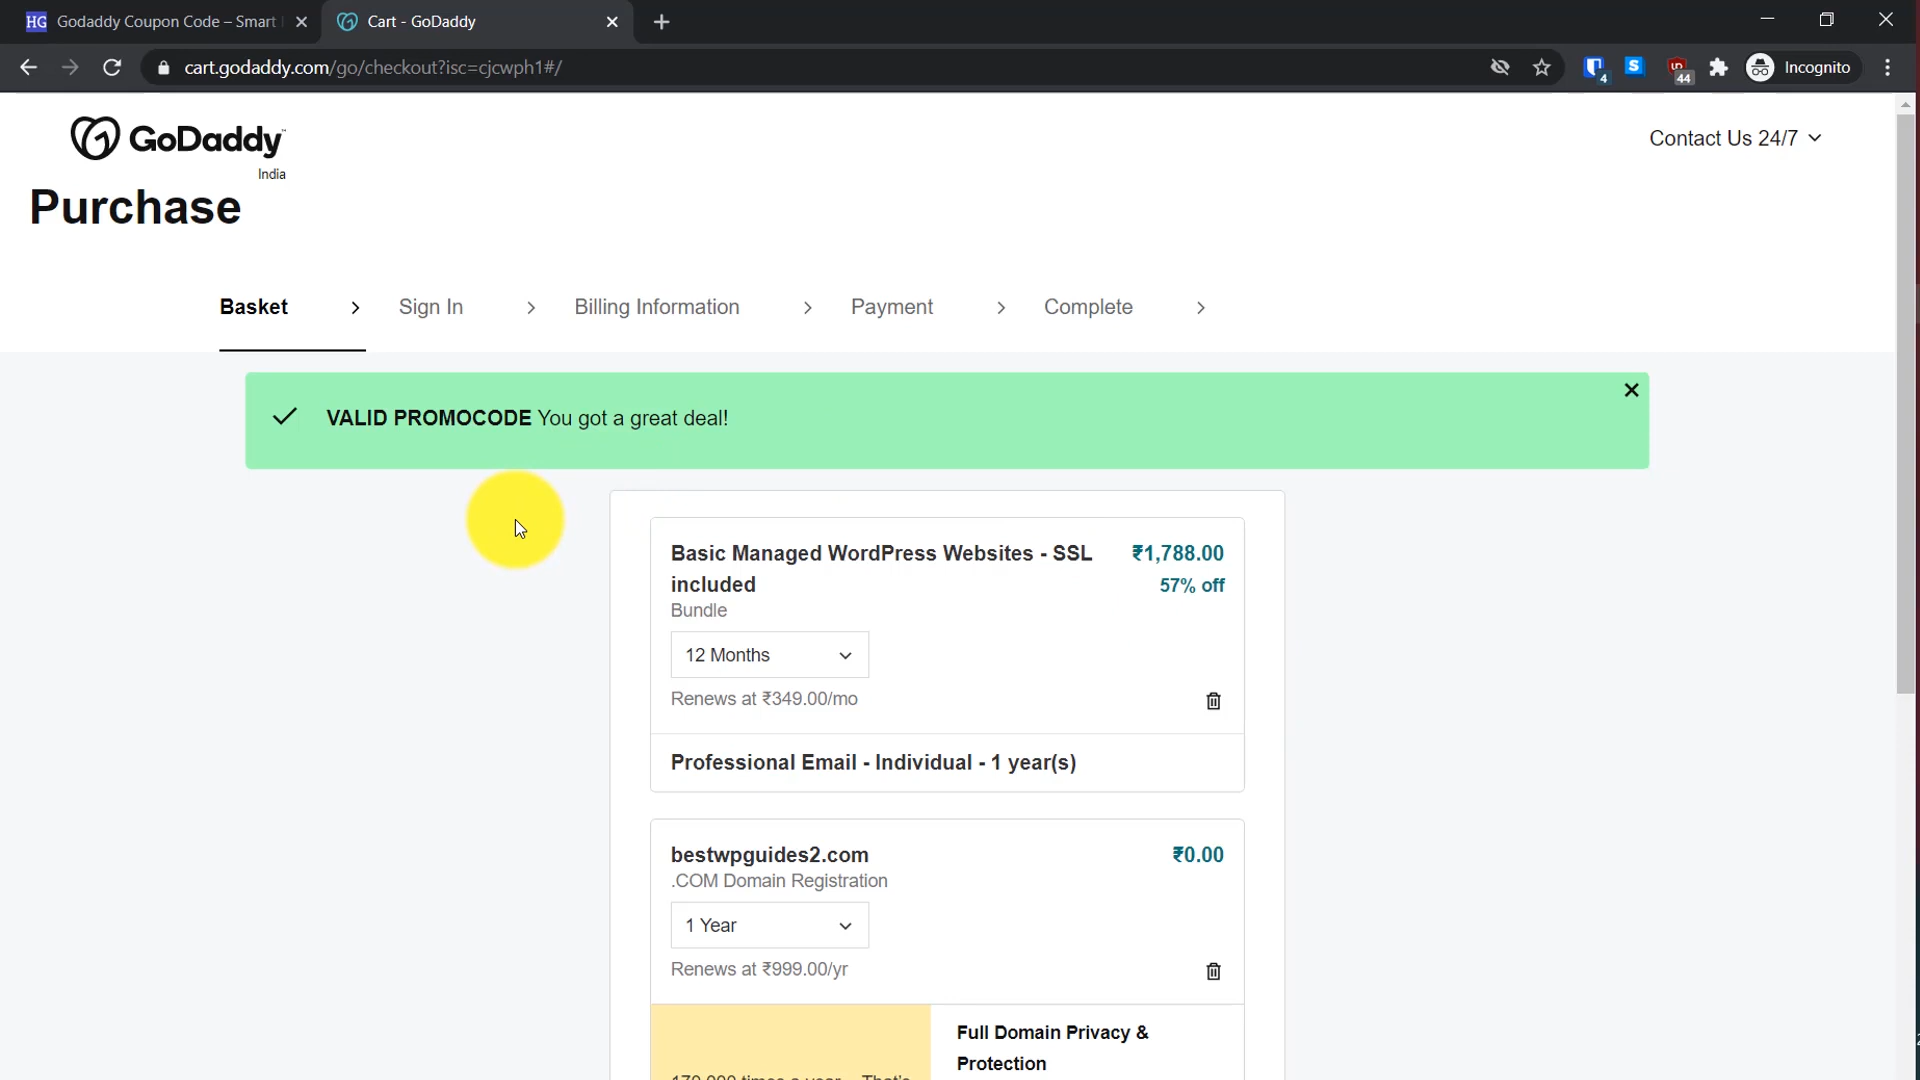 HG Godaddy Coupon Code – Smart
Cart - GoDaddy
cart.godaddy.com/go/checkout?isc=cjcwph1#/
4
S
44
Incognito
GoDaddy
India
Contact Us 24/7
Purchase
Basket
Sign In
Billing Information
Payment
Complete
VALID PROMOCODE You got a great deal!
Basic Managed WordPress Websites - SSL
included
₹1,788.00
57% off
Bundle
12 Months
Renews at ₹349.00/mo
Professional Email - Individual - 1 year(s)
bestwpguides2.com
₹0.00
.COM Domain Registration
1 Year
Renews at ₹999.00/yr
Full Domain Privacy &
Protection